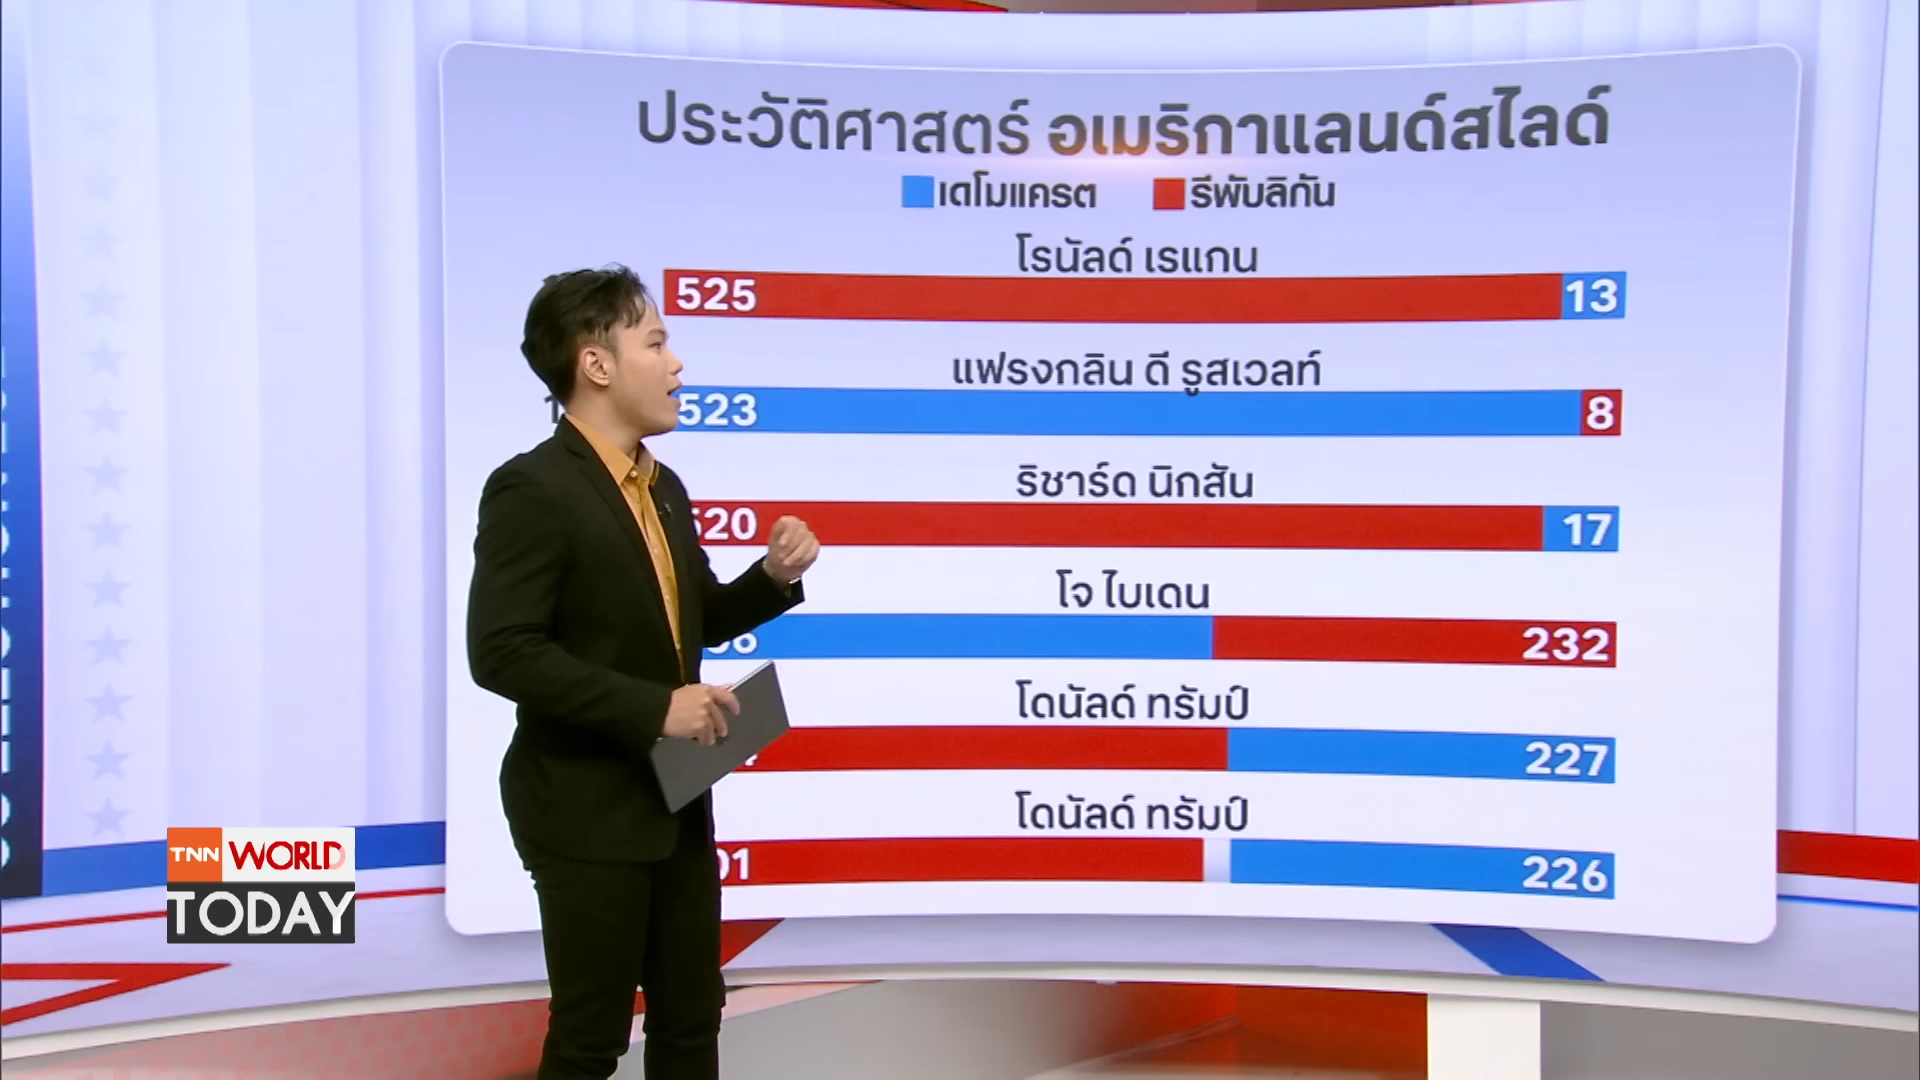 ประวัติศาสตร์ อเมริกาแลนด์สไลด์
เดโมแครต รีพับลิกัน
โรนัลด์ เรแกน
525 13
แฟรงกลิน ดี รูสเวลท์
523 8
ริชาร์ด นิกสัน
520 17
โจ ไบเดน
232
โดนัลด์ ทรัมป์
227
โดนัลด์ ทรัมป์
226
TNN WORLD
TODAY